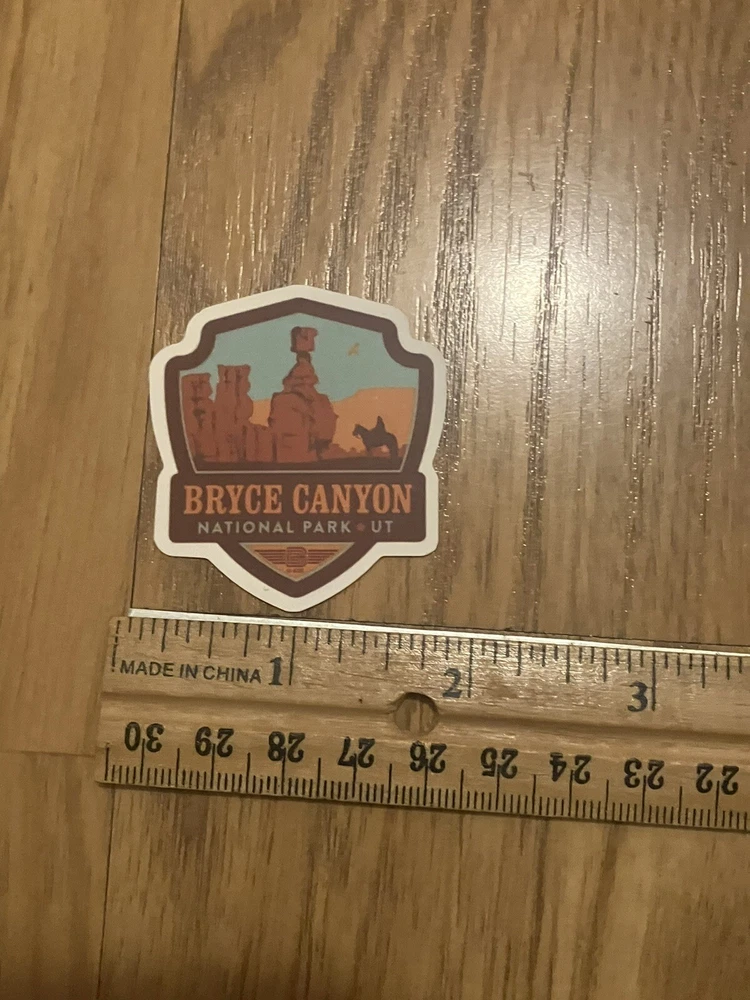 BRYCE CANYON
NATIONAL PARK UT
MADE IN CHINA 1 2 3
30 29 28 27 26 25 24 23 22